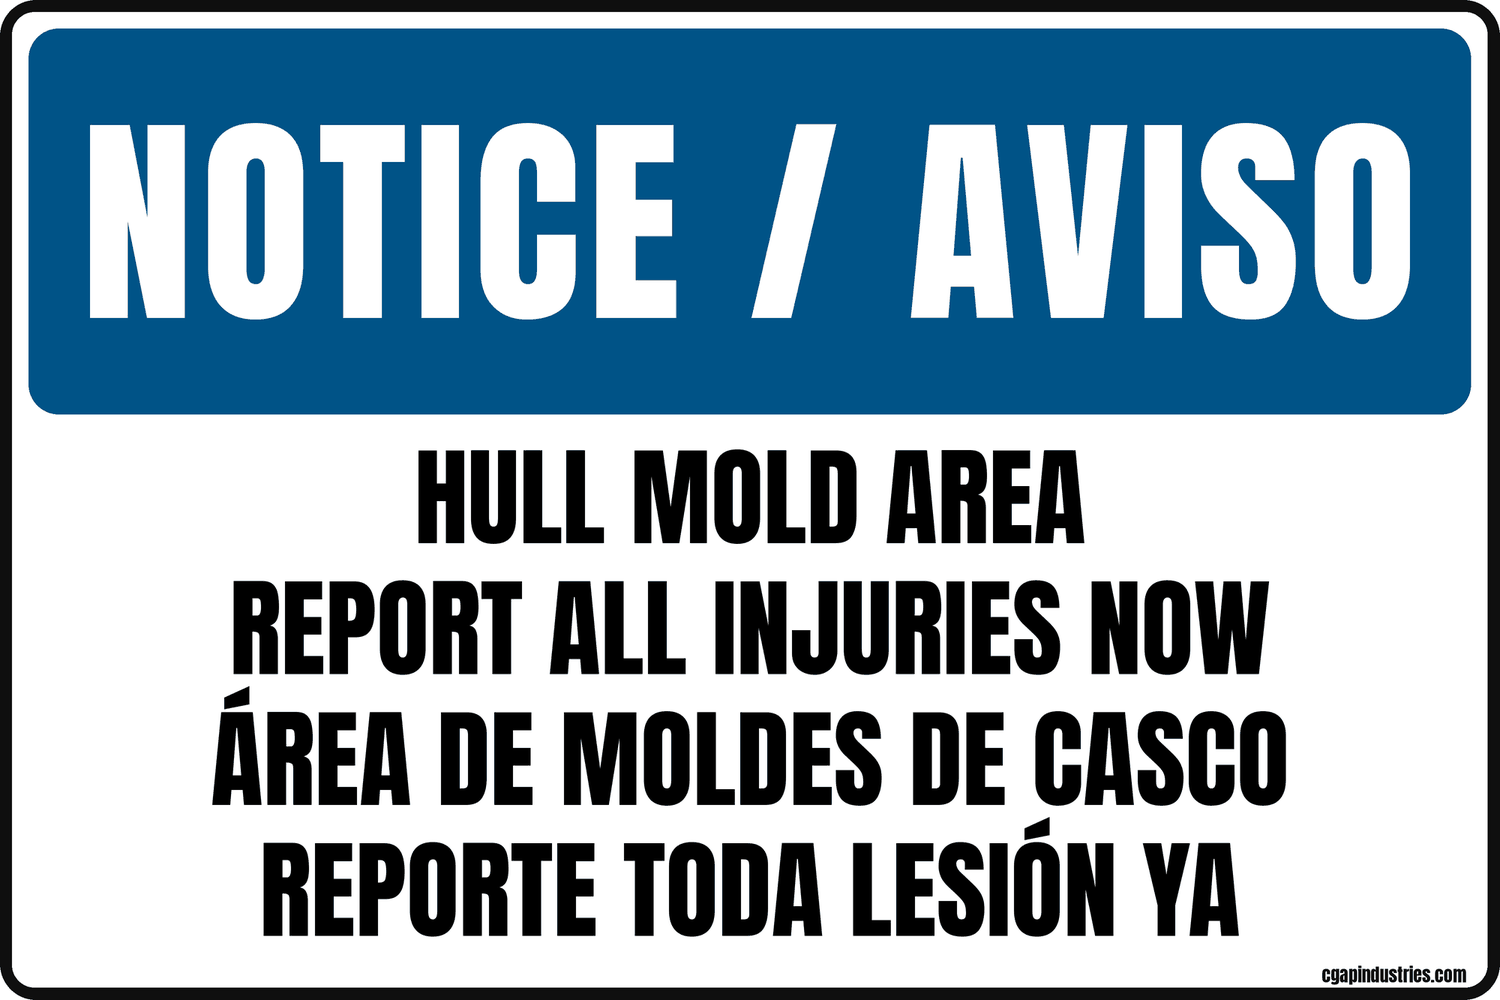 NOTICE / AVISO
HULL MOLD AREA
REPORT ALL INJURIES NOW
ÁREA DE MOLDES DE CASCO
REPORTE TODA LESIÓN YA
cgapindustries.com